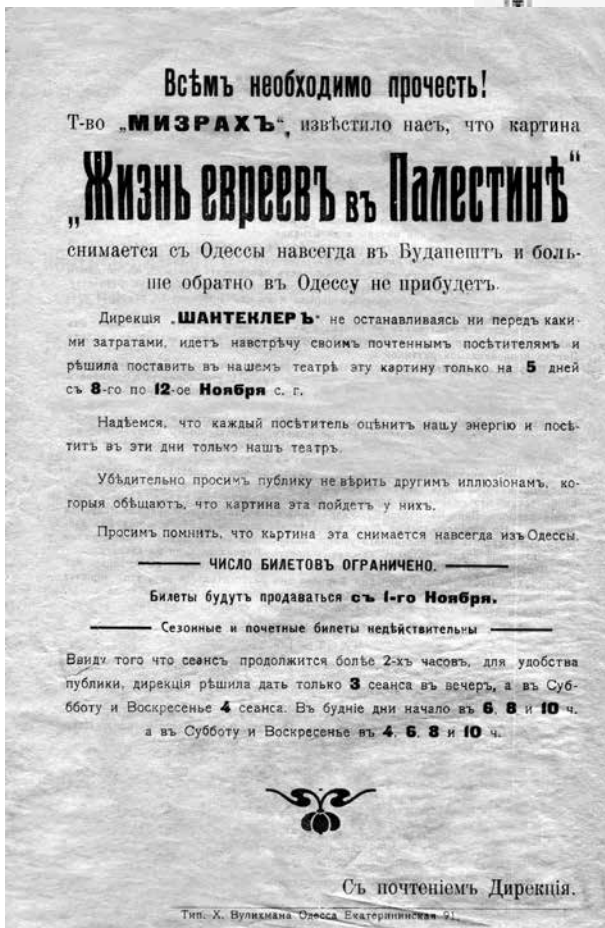 Всѣмъ необходимо прочесть!
Т-во „МИЗРАХЪ“, извѣстило насъ, что картина
„Жизнь евреевъ въ Палестинѣ“
снимается съ Одессы навсегда въ Будапештъ и боль-
ше обратно въ Одессу не прибудетъ.
Дирекція „ШАНТЕКЛЕРЪ“ не останавливаясь ни передъ каки-
ми затратами, идетъ навстрѣчу своимъ почтеннымъ посѣтителямъ и
рѣшила поставить въ нашемъ театрѣ эту картину только на 5 дней
съ 8-го по 12-ое Ноября с. г.
Надѣемся, что каждый посѣтитель оцѣнитъ нашу энергію и посѣ-
титъ въ эти дни только нашъ театръ.
Убѣдительно просимъ публику не вѣрить другимъ иллюзіонамъ, ко-
торыя обѣщаютъ, что картина эта пойдетъ у нихъ.
Просимъ помнить, что картина эта снимается навсегда изъ Одессы.
ЧИСЛО БИЛЕТОВЪ ОГРАНИЧЕНО.
Билеты будутъ продаваться съ 1-го Ноября.
Сезонные и почетные билеты недѣйствительны
Ввиду того что сеансъ продолжится болѣе 2-хъ часовъ, для удобства
публики, дирекція рѣшила дать только 3 сеанса въ вечеръ, а въ Суб-
бботу и Воскресенье 4 сеанса. Въ будніе дни начало въ 6, 8 и 10 ч.
а въ Субботу и Воскресенье въ 4, 6, 8 и 10 ч.
Съ почтеніемъ Дирекція.
Тип. Х. Вулихмана Одесса Екатерининская 91.